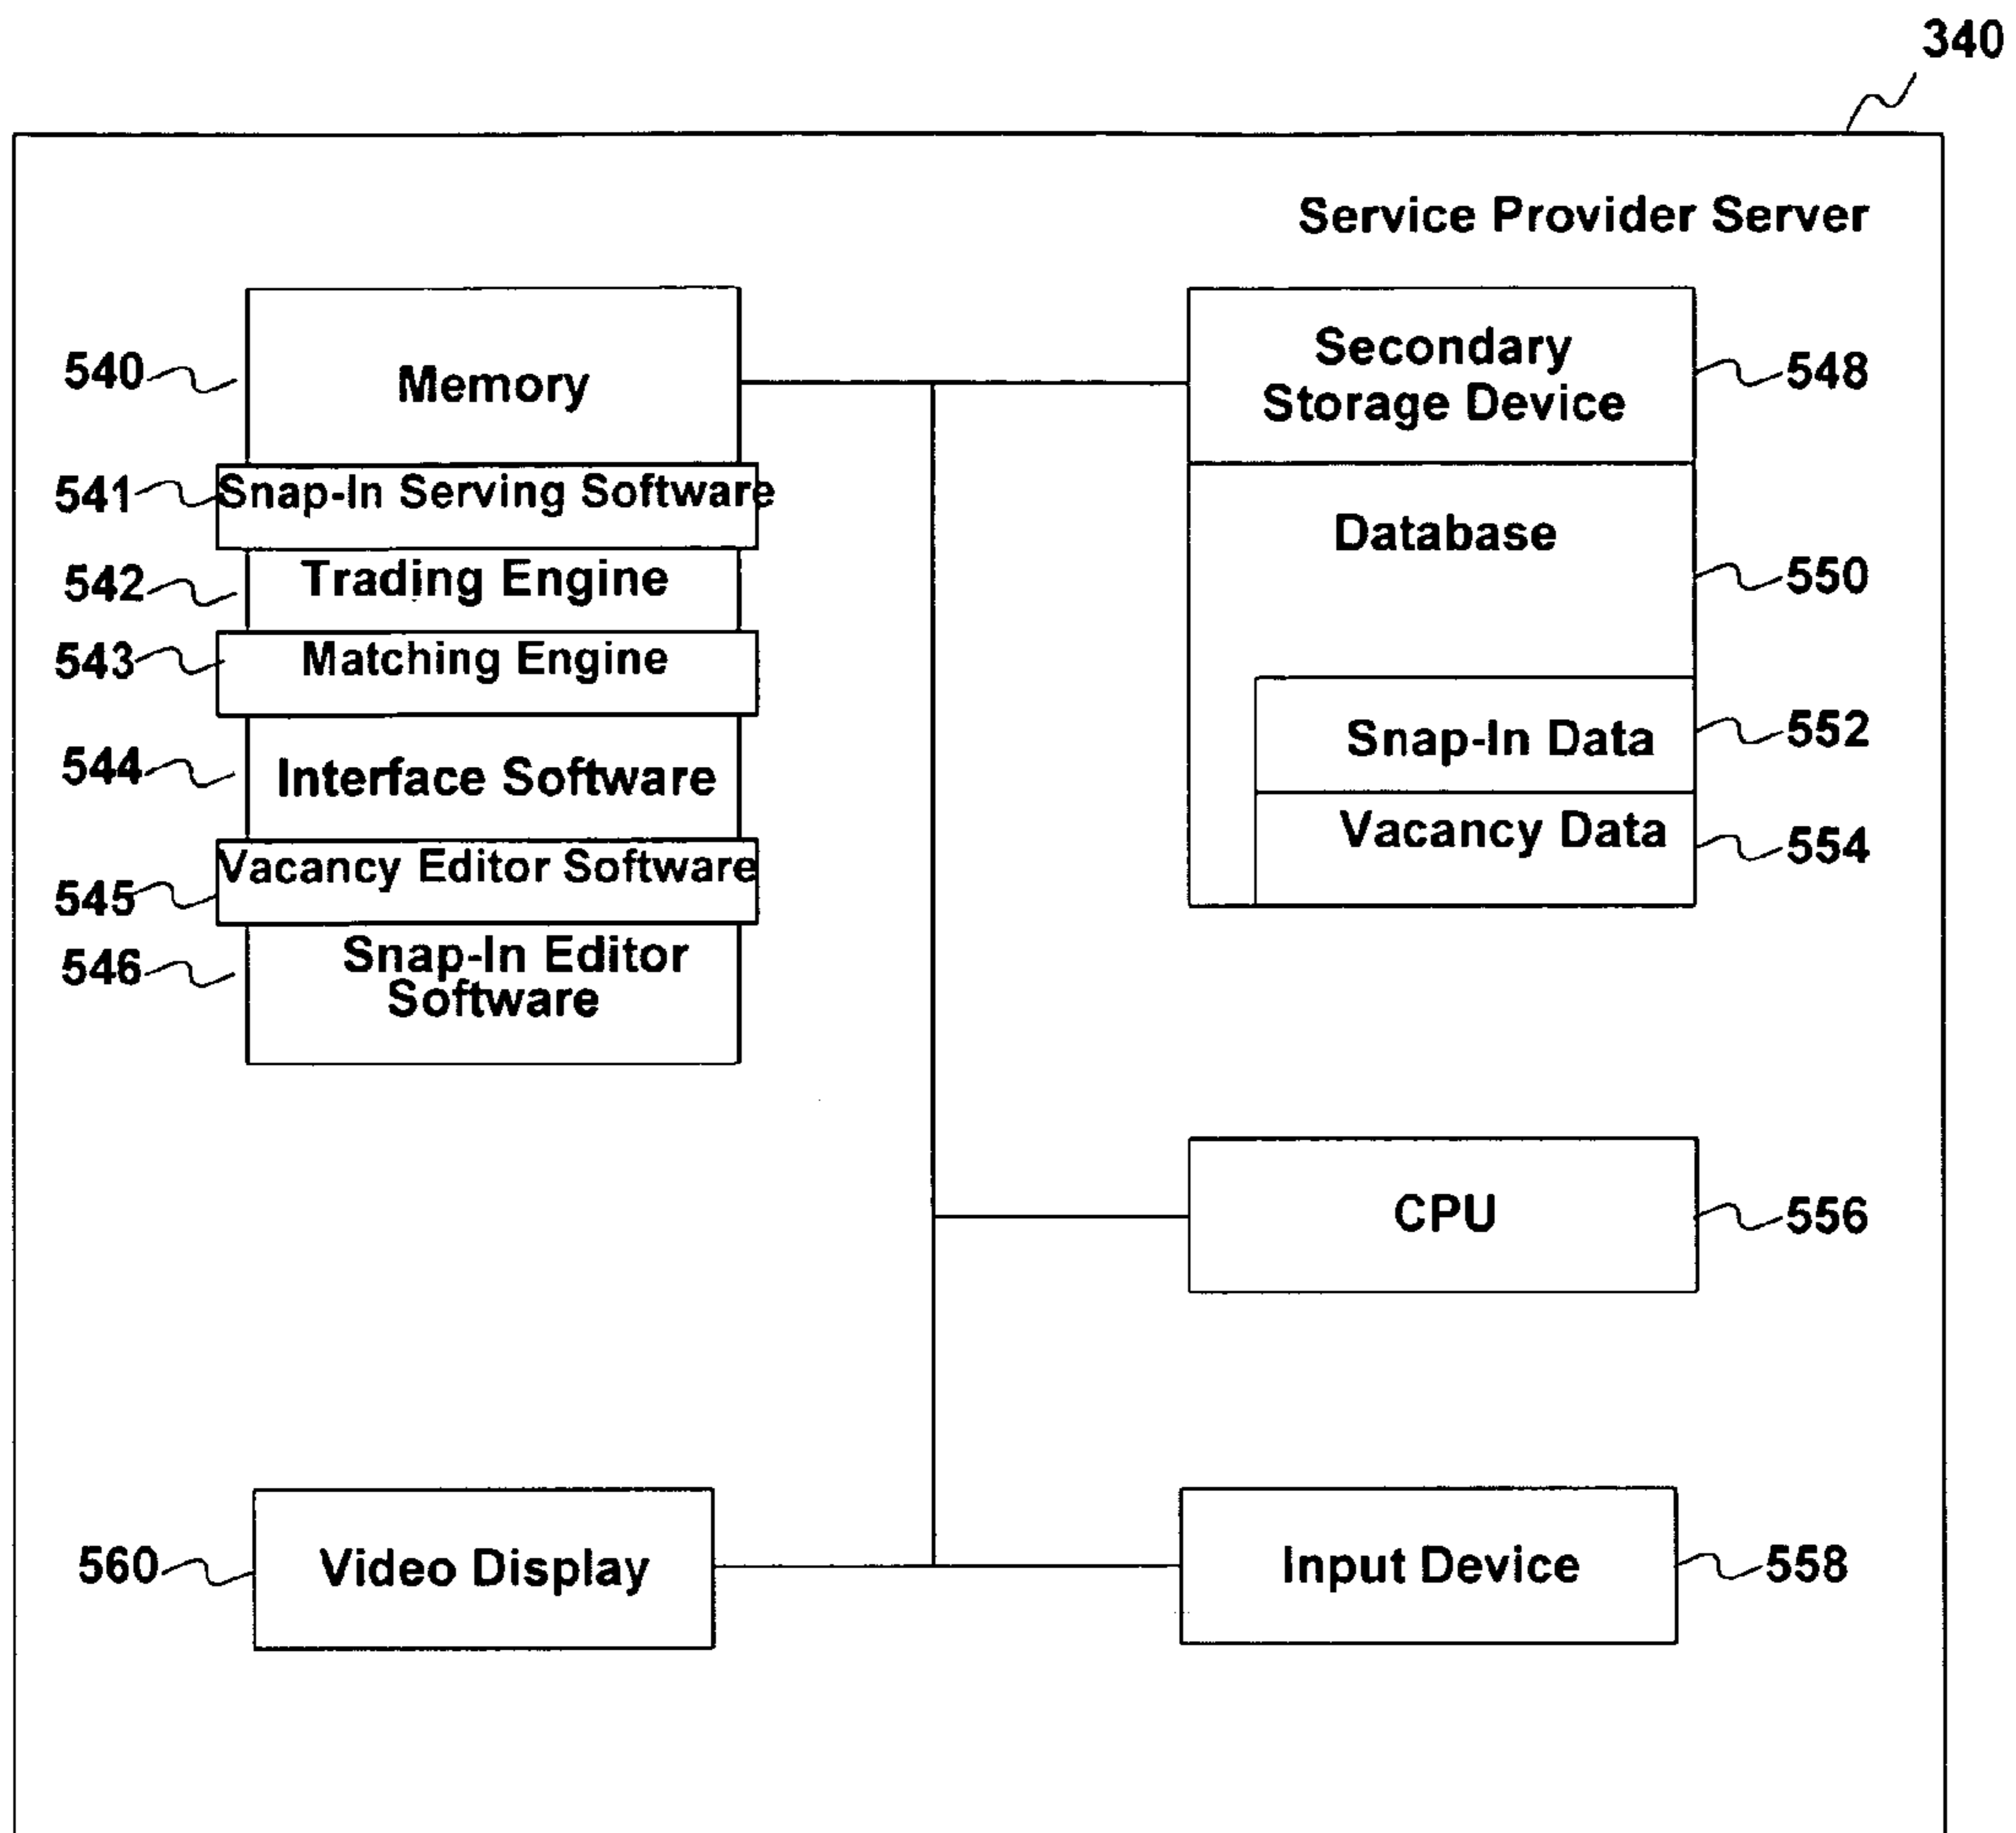 340
Service Provider Server
540 Memory
Secondary
Storage Device 548
541 Snap-In Serving Software
542 Trading Engine
543 Matching Engine
544 Interface Software
545 Vacancy Editor Software
546 Snap-In Editor
Software
Database 550
Snap-In Data 552
Vacancy Data 554
CPU 556
560 Video Display
Input Device 558